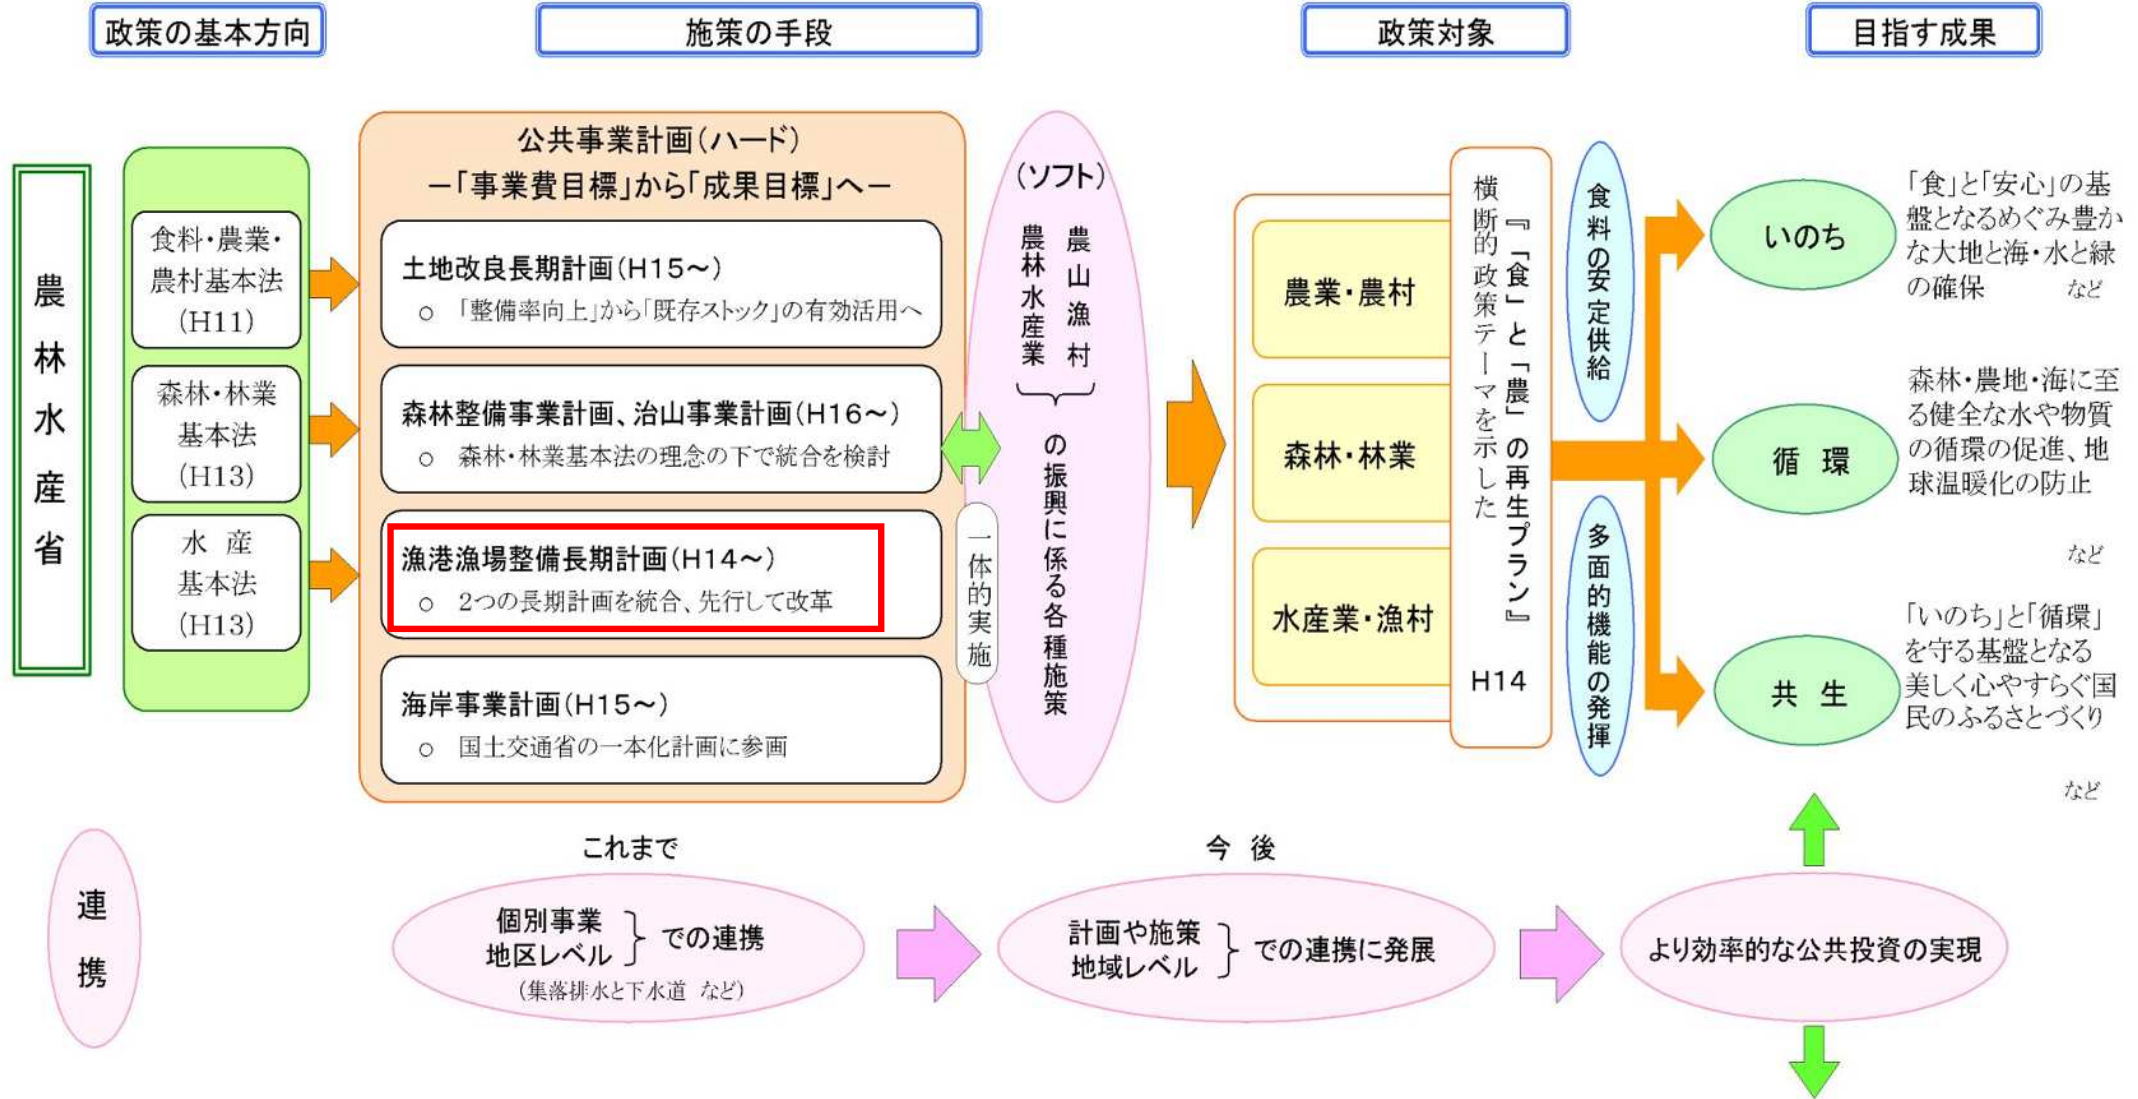 政策の基本方向
施策の手段
政策対象
目指す成果
農林水産省
食料・農業・
農村基本法
(H11)
森林・林業
基本法
(H13)
水 産
基本法
(H13)
公共事業計画(ハード)
－「事業費目標」から「成果目標」へ－
土地改良長期計画(H15～)
○ 「整備率向上」から「既存ストック」の有効活用へ
森林整備事業計画、治山事業計画(H16～)
○ 森林・林業基本法の理念の下で統合を検討
漁港漁場整備長期計画(H14～)
○ 2つの長期計画を統合、先行して改革
海岸事業計画(H15～)
○ 国土交通省の一本化計画に参画
一体的実施
(ソフト)
農山漁村
農林水産業
の振興に係る各種施策
農業・農村
森林・林業
水産業・漁村
『「食」と「農」の再生プラン』
横断的政策テーマを示した
H14
食料の安定供給
多面的機能の発揮
いのち
「食」と「安心」の基
盤となるめぐみ豊か
な大地と海・水と緑
の確保 など
循 環
森林・農地・海に至
る健全な水や物質
の循環の促進、地
球温暖化の防止
など
共 生
「いのち」と「循環」
を守る基盤となる
美しく心やすらぐ国
民のふるさとづくり
など
連携
これまで
個別事業
地区レベル
での連携
(集落排水と下水道 など)
今 後
計画や施策
地域レベル
での連携に発展
より効率的な公共投資の実現